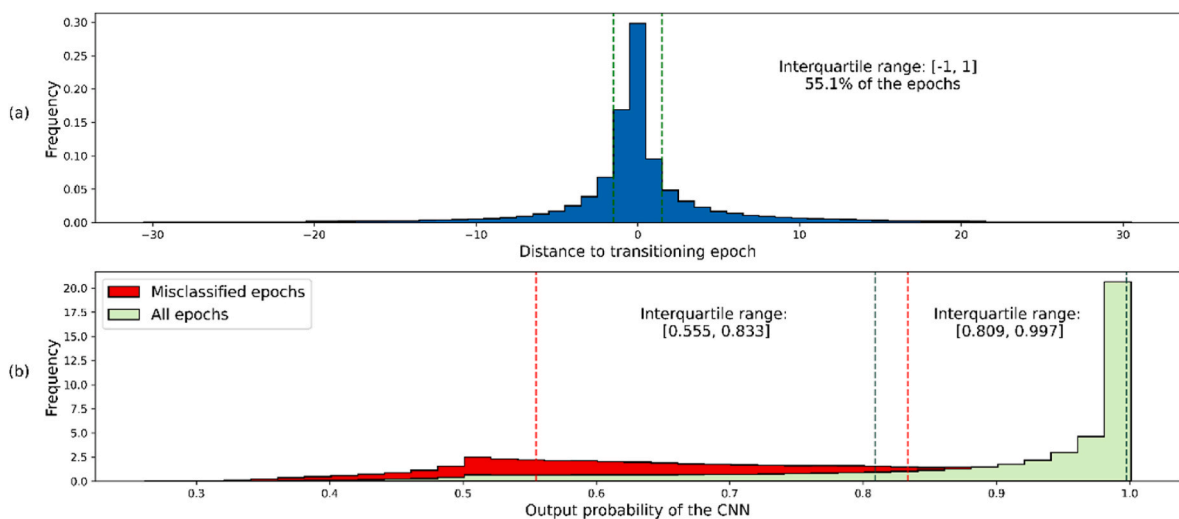 (a)
Frequency
0.30
0.25
0.20
0.15
0.10
0.05
0.00
Interquartile range: [-1, 1]
55.1% of the epochs
−30
−20
−10
0
10
20
30
Distance to transitioning epoch
(b)
Frequency
20.0
17.5
15.0
12.5
10.0
7.5
5.0
2.5
0.0
Misclassified epochs
All epochs
Interquartile range:
[0.555, 0.833]
Interquartile range:
[0.809, 0.997]
0.3
0.4
0.5
0.6
0.7
0.8
0.9
1.0
Output probability of the CNN